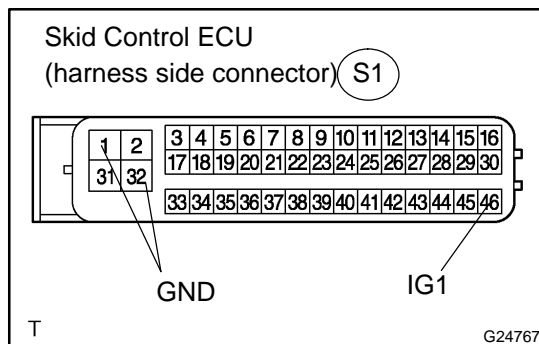 Skid Control ECU
(harness side connector) S1
1 2 3 4 5 6 7 8 9 10 11 12 13 14 15 16
17 18 19 20 21 22 23 24 25 26 27 28 29 30
31 32
33 34 35 36 37 38 39 40 41 42 43 44 45 46
GND IG1
T G24767